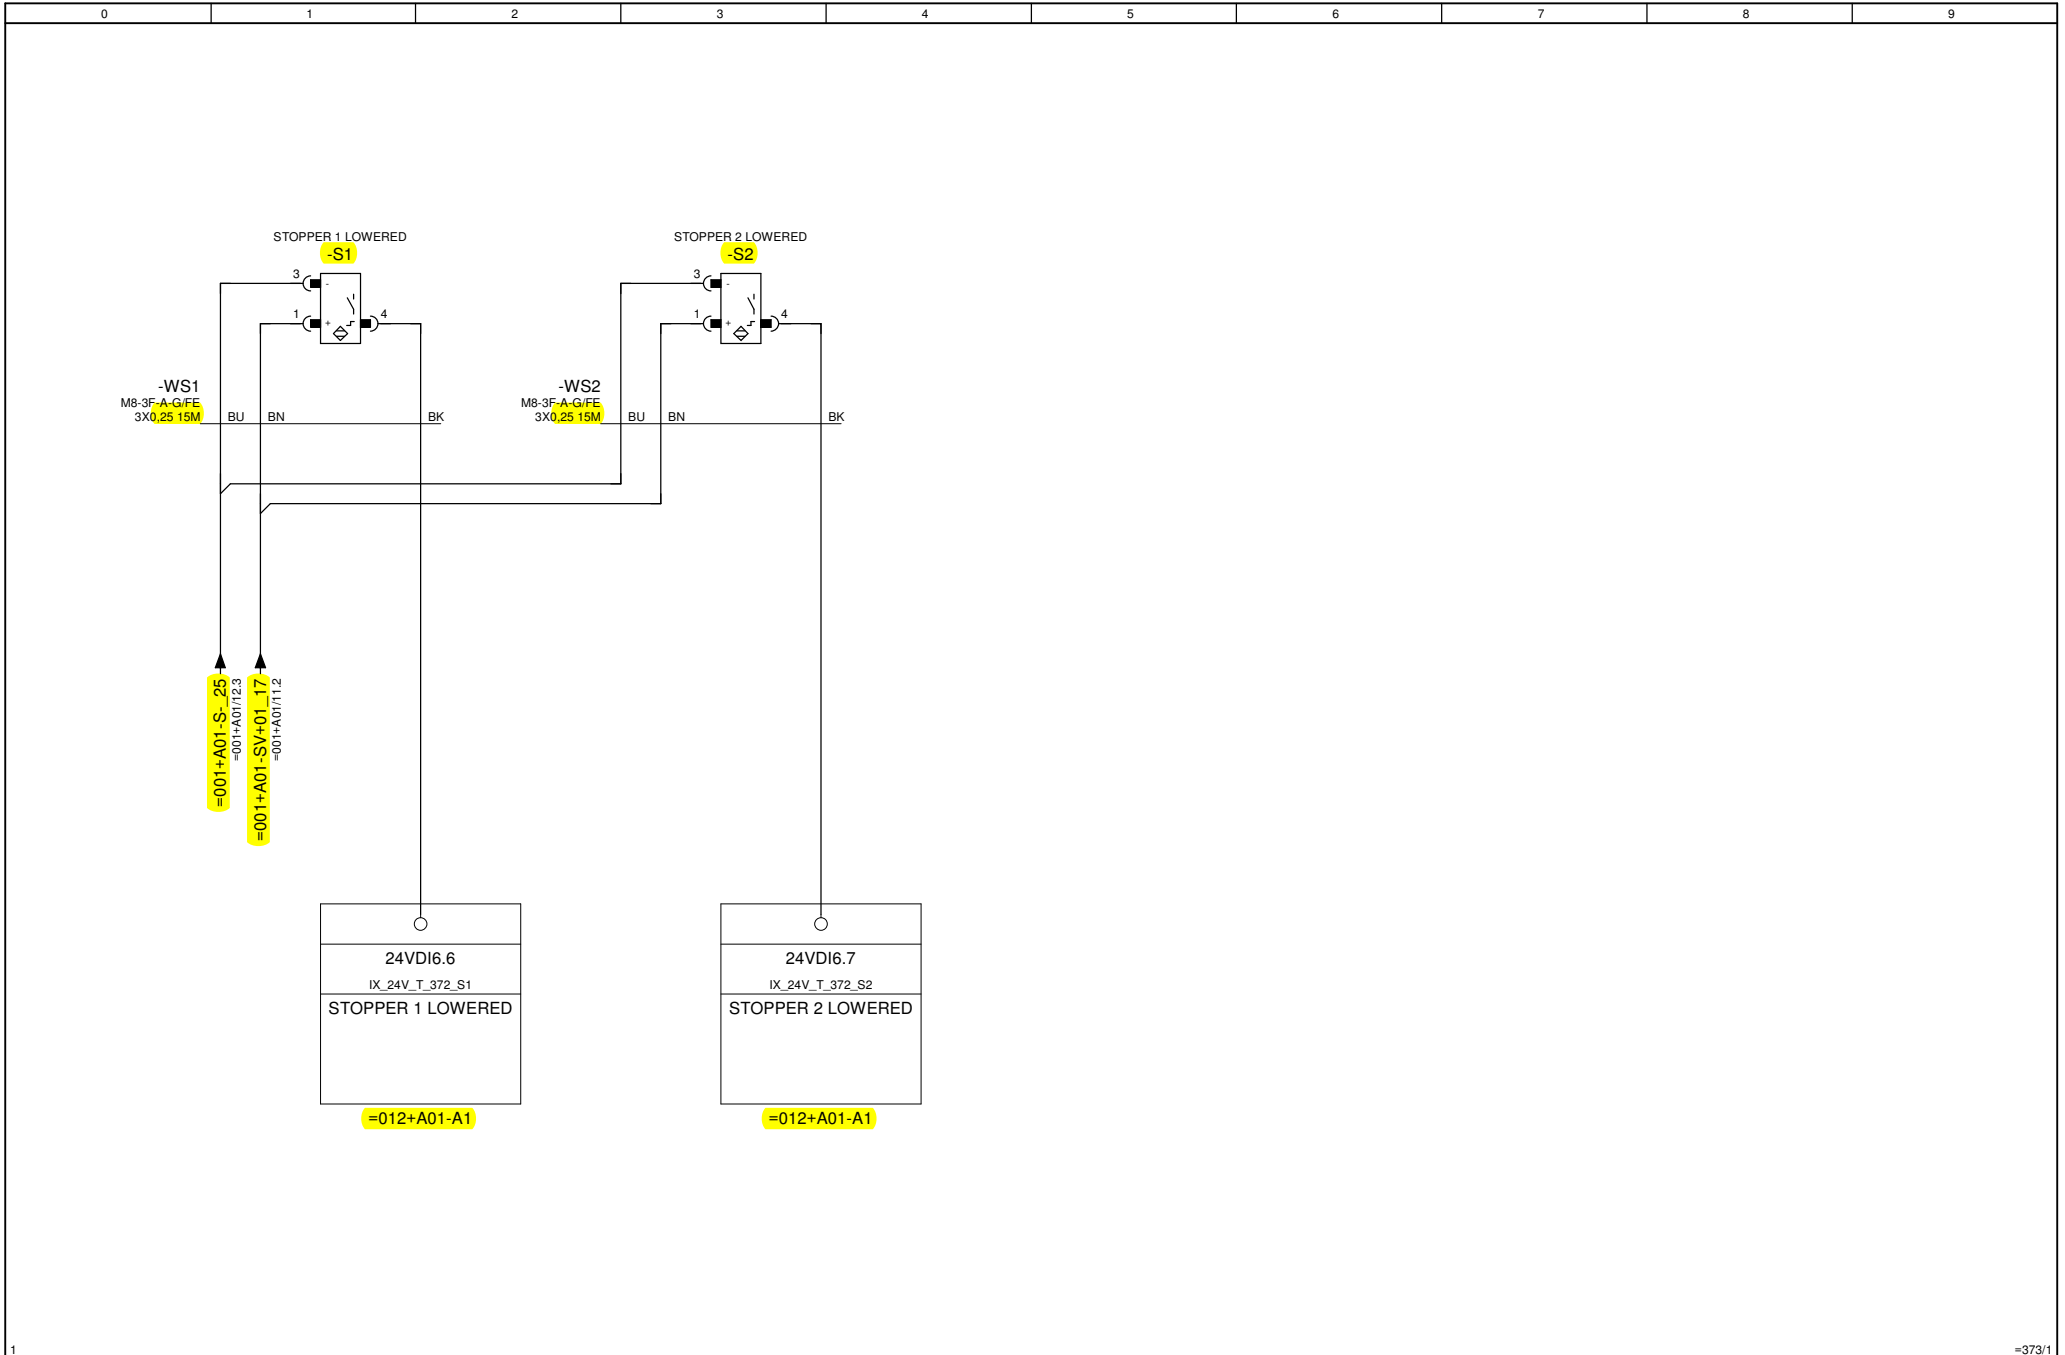 0 1 2 3 4 5 6 7 8 9
STOPPER 1 LOWERED
-S1
3
-
1
+
4
STOPPER 2 LOWERED
-S2
3
-
1
+
4
-WS1
M8-3F-A-G/FE
3X0,25 15M
BU
BN
BK
-WS2
M8-3F-A-G/FE
3X0,25 15M
BU
BN
BK
=001+A01-S-_25
=001+A01/12.3
=001+A01-SV+01_17
=001+A01/11.2
24VDI6.6
IX_24V_T_372_S1
STOPPER 1 LOWERED
=012+A01-A1
24VDI6.7
IX_24V_T_372_S2
STOPPER 2 LOWERED
=012+A01-A1
1
=373/1